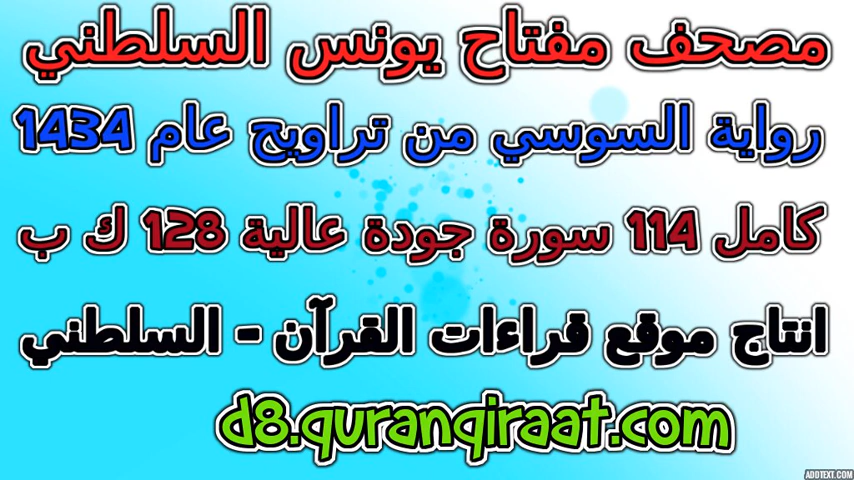 مصحف مفتاح يونس السلطني
رواية السوسي من تراويح عام 1434
كامل 114 سورة جودة عالية 128 ك ب
انتاج موقع قراءات القرآن - السلطني
d8.quranqiraat.com
ADDTEXT.COM